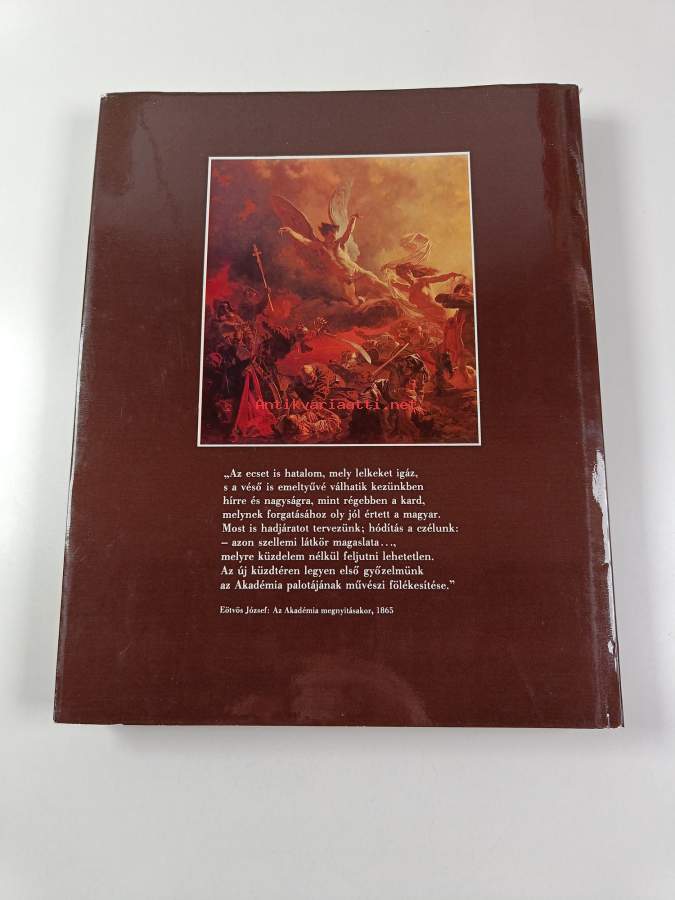 Antikvariaatti.net
„Az ecset is hatalom, mely lelkeket igáz,
s a véső is emeltyűvé válhatik kezünkben
hírre és nagyságra, mint régebben a kard,
melynek forgatásához oly jól értett a magyar.
Most is hadjáratot tervezünk; hódítás a czélunk:
– azon szellemi látkör magaslata…,
melyre küzdelem nélkül feljutni lehetetlen.
Az új küzdtéren legyen első győzelmünk
az Akadémia palotájának művészi fölékesítése.”
Eötvös József: Az Akadémia megnyitásakor, 1865